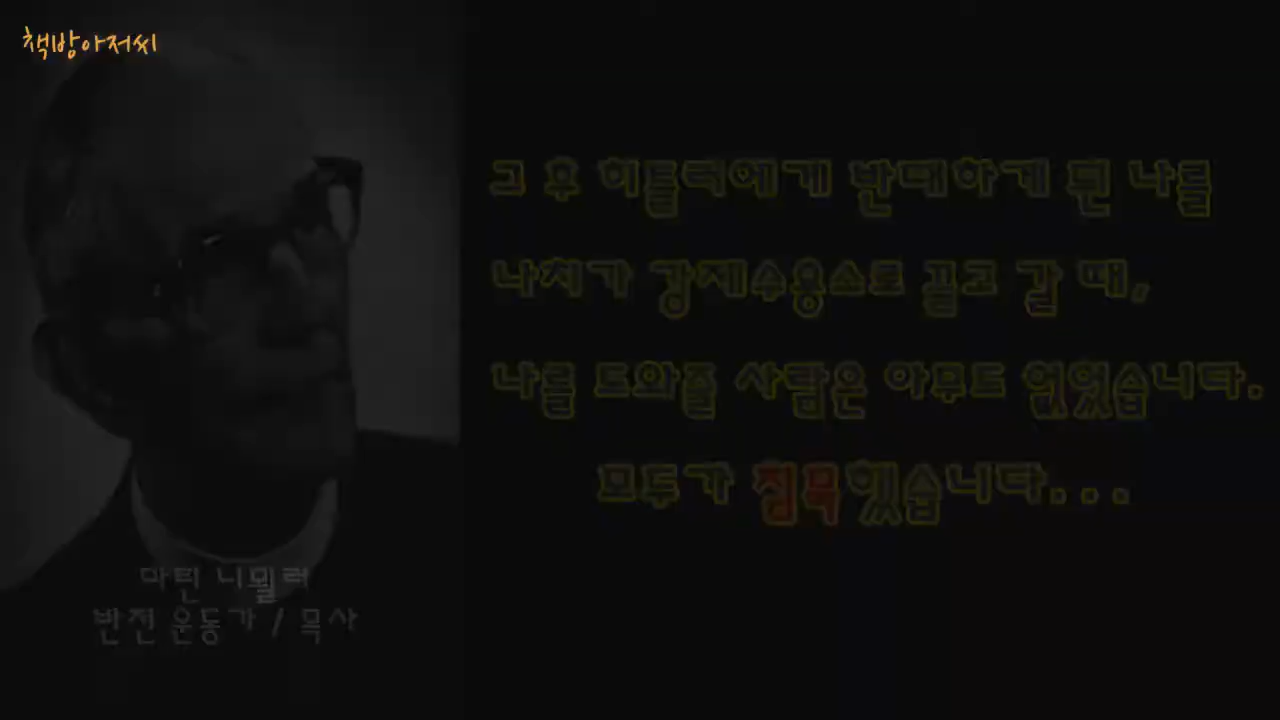 책방아저씨
그 후 히틀러에게 반대하게 된 나를
나치가 강제수용소로 끌고 갈 때,
나를 도와줄 사람은 아무도 없었습니다.
모두가 침묵했습니다...
마틴 니묄러
반전 운동가 / 목사